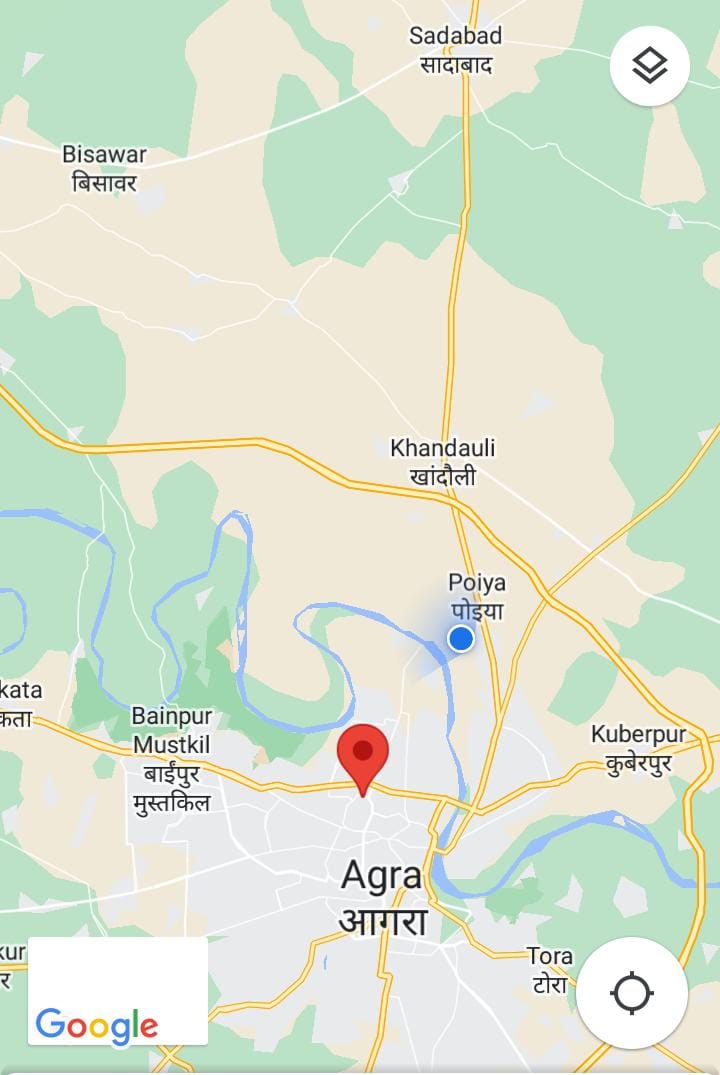 Sadabad
सादाबाद
Bisawar
बिसावर
Khandauli
खांदौली
Poiya
पोइया
kata
कता
Bainpur
Mustkil
बाईंपुर
मुस्तकिल
Kuberpur
कुबेरपुर
Agra
आगरा
kur
र
Tora
टोरा
Google